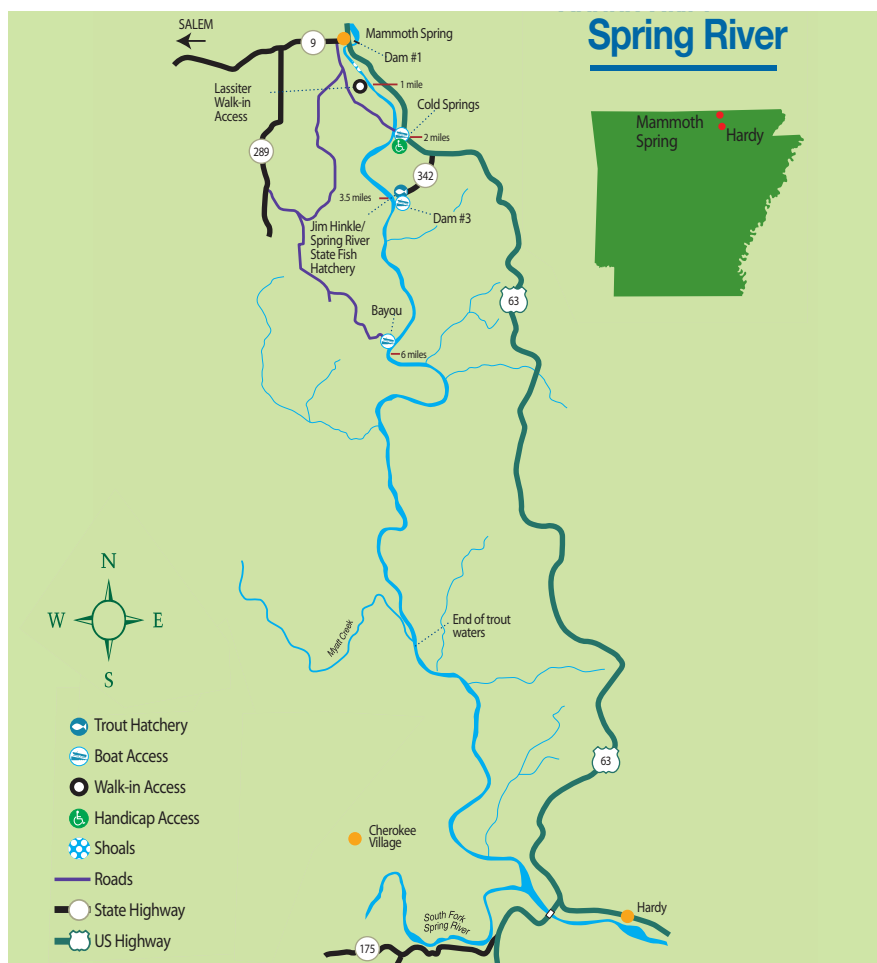 Spring River
SALEM
9
Mammoth Spring
Dam #1
1 mile
Lassiter
Walk-in
Access
Cold Springs
2 miles
289
342
3.5 miles
Dam #3
Jim Hinkle/
Spring River
State Fish
Hatchery
Mammoth
Spring
Hardy
63
Bayou
6 miles
N
W
E
S
Myatt Creek
End of trout
waters
Trout Hatchery
Boat Access
Walk-in Access
Handicap Access
Shoals
Roads
State Highway
US Highway
63
Cherokee
Village
Hardy
South Fork
Spring River
175